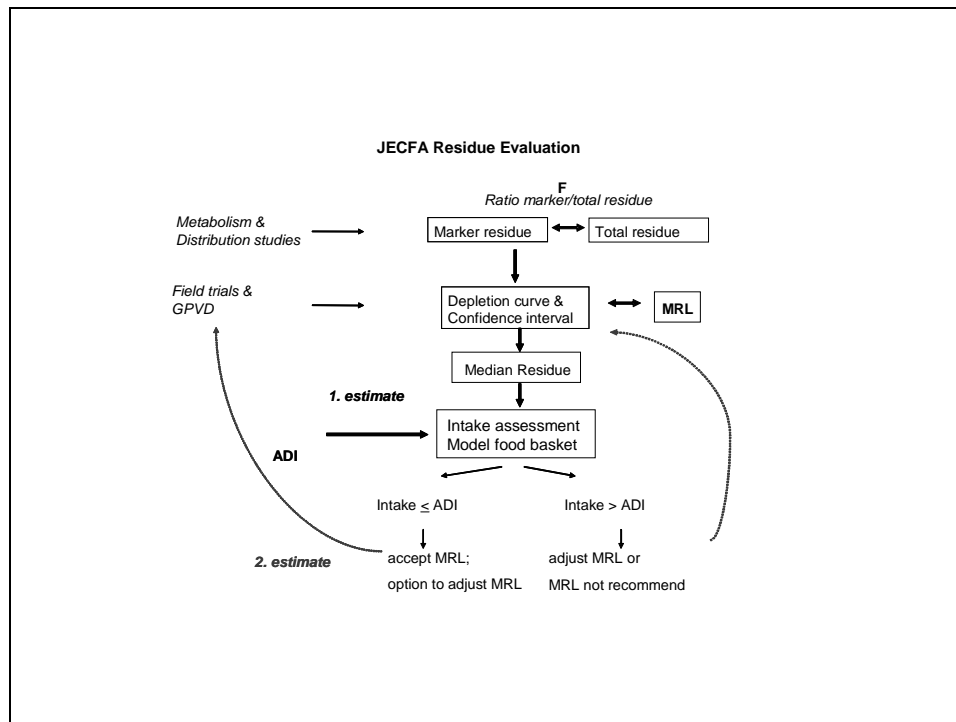 JECFA Residue Evaluation
F
Ratio marker/total residue
Metabolism &
Distribution studies
Marker residue
Total residue
Field trials &
GPVD
Depletion curve &
Confidence interval
MRL
Median Residue
1. estimate
Intake assessment
Model food basket
ADI
Intake ≤ ADI
Intake > ADI
2. estimate
accept MRL;
option to adjust MRL
adjust MRL or
MRL not recommend